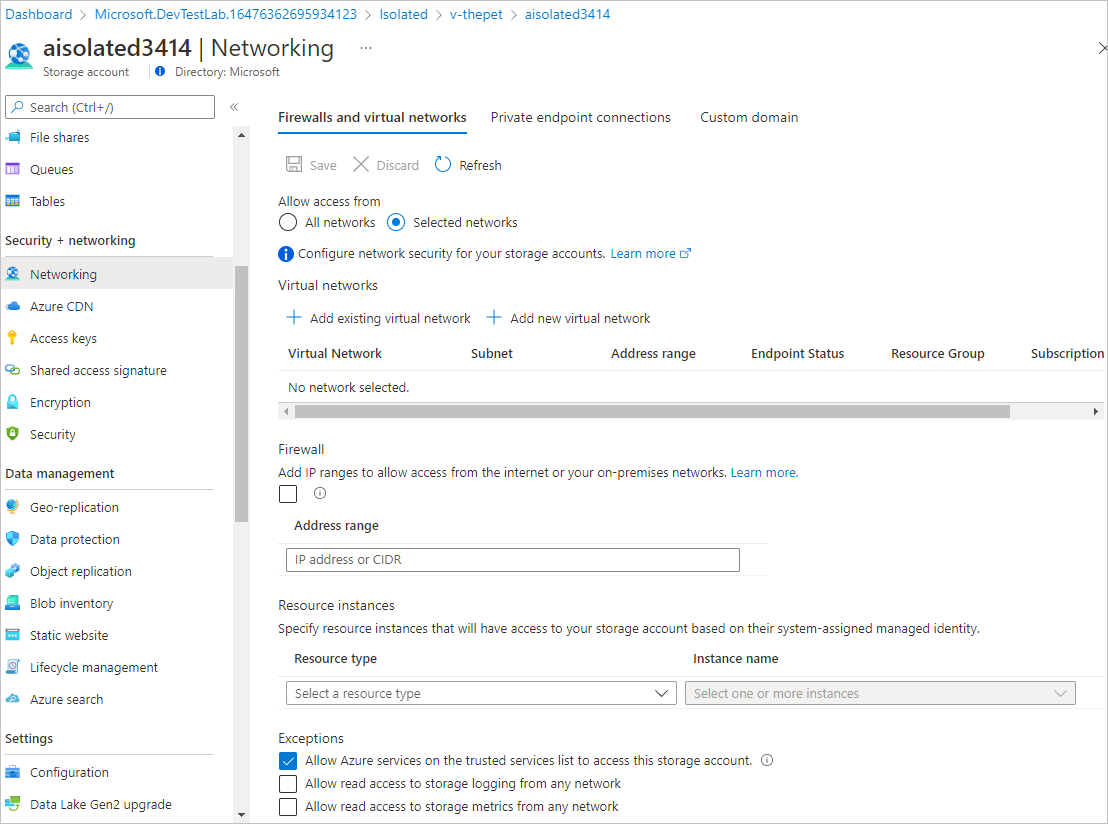 Dashboard > Microsoft.DevTestLab.16476362695934123 > Isolated > v-thepet > aisolated3414
aisolated3414 | Networking ...
Storage account
Directory: Microsoft
Search (Ctrl+/)
«
File shares
Queues
Tables
Security + networking
Networking
Azure CDN
Access keys
Shared access signature
Encryption
Security
Data management
Geo-replication
Data protection
Object replication
Blob inventory
Static website
Lifecycle management
Azure search
Settings
Configuration
Data Lake Gen2 upgrade
Firewalls and virtual networks Private endpoint connections Custom domain
Save Discard Refresh
Allow access from
All networks Selected networks
Configure network security for your storage accounts. Learn more
Virtual networks
Add existing virtual network Add new virtual network
Virtual Network Subnet Address range Endpoint Status Resource Group Subscription
No network selected.
Firewall
Add IP ranges to allow access from the internet or your on-premises networks. Learn more.
Address range
IP address or CIDR
Resource instances
Specify resource instances that will have access to your storage account based on their system-assigned managed identity.
Resource type Instance name
Select a resource type Select one or more instances
Exceptions
Allow Azure services on the trusted services list to access this storage account.
Allow read access to storage logging from any network
Allow read access to storage metrics from any network